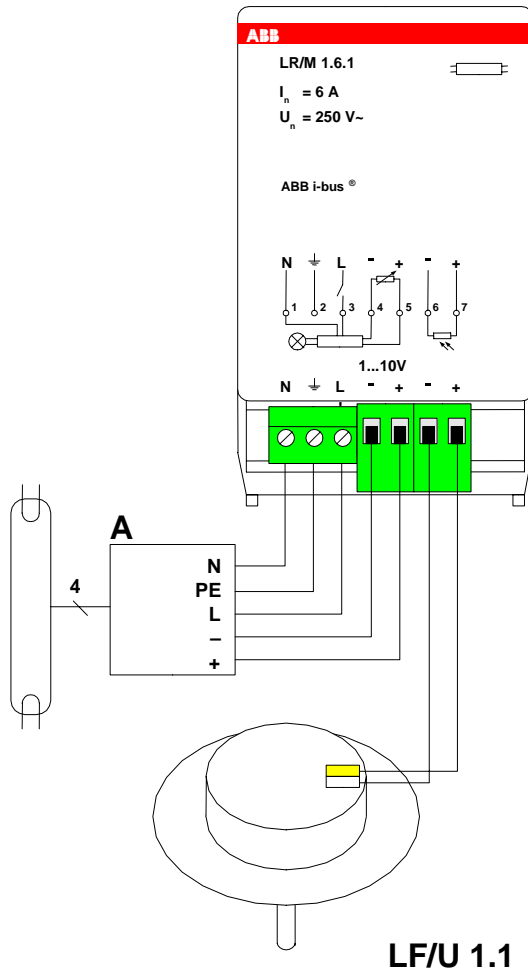 ABB
LR/M 1.6.1
In = 6 A
Un = 250 V~
ABB i-bus ®
N L - + - +
1 2 3 4 5 6 7
1...10V
N L - + - +
A
N
4
PE
L
–
+
LF/U 1.1